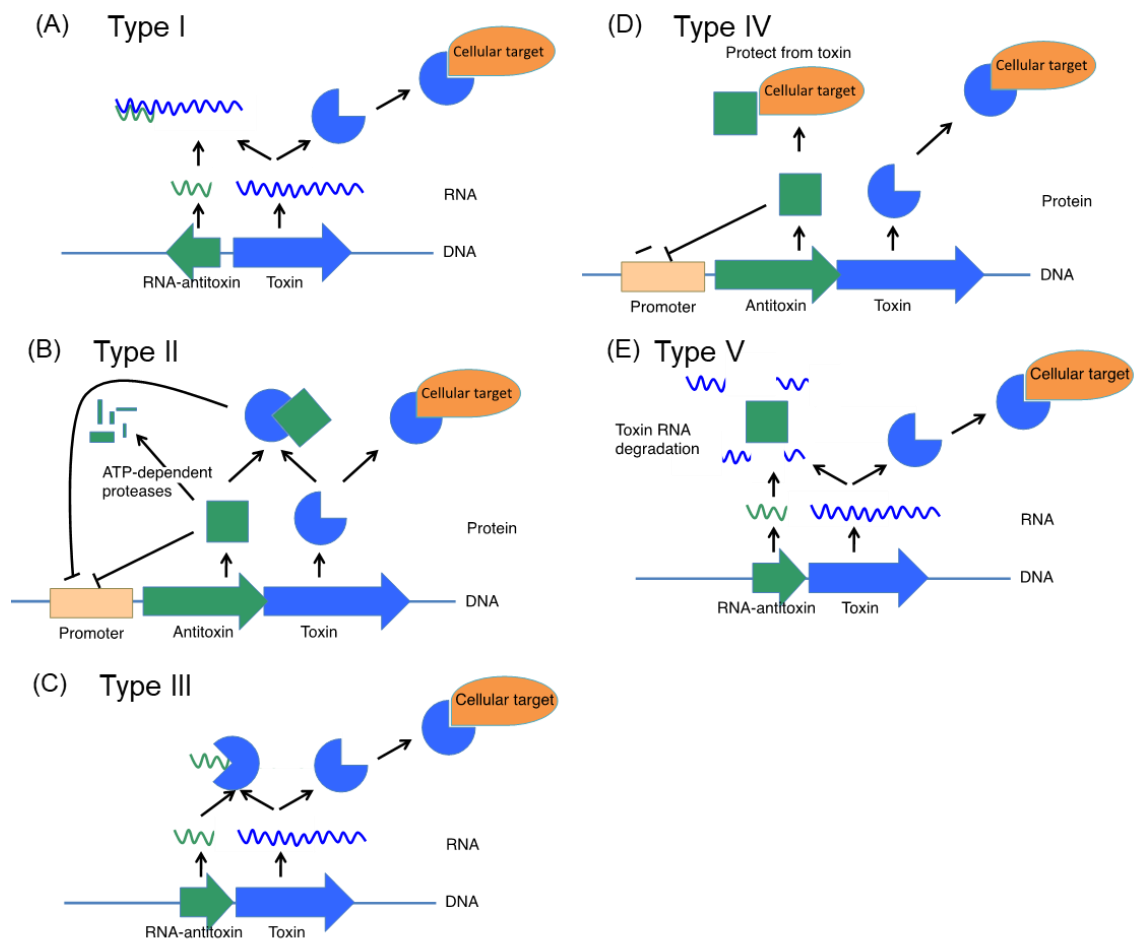 (A) Type I
Cellular target
RNA
DNA
RNA-antitoxin Toxin
(B) Type II
Cellular target
ATP-dependent
proteases
Protein
DNA
Promoter Antitoxin Toxin
(C) Type III
Cellular target
RNA
DNA
RNA-antitoxin Toxin
(D) Type IV
Protect from toxin
Cellular target
Cellular target
Protein
DNA
Promoter Antitoxin Toxin
(E) Type V
Cellular target
Toxin RNA
degradation
RNA
DNA
RNA-antitoxin Toxin